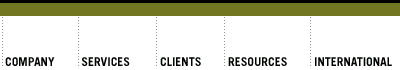 COMPANY SERVICES CLIENTS RESOURCES INTERNATIONAL